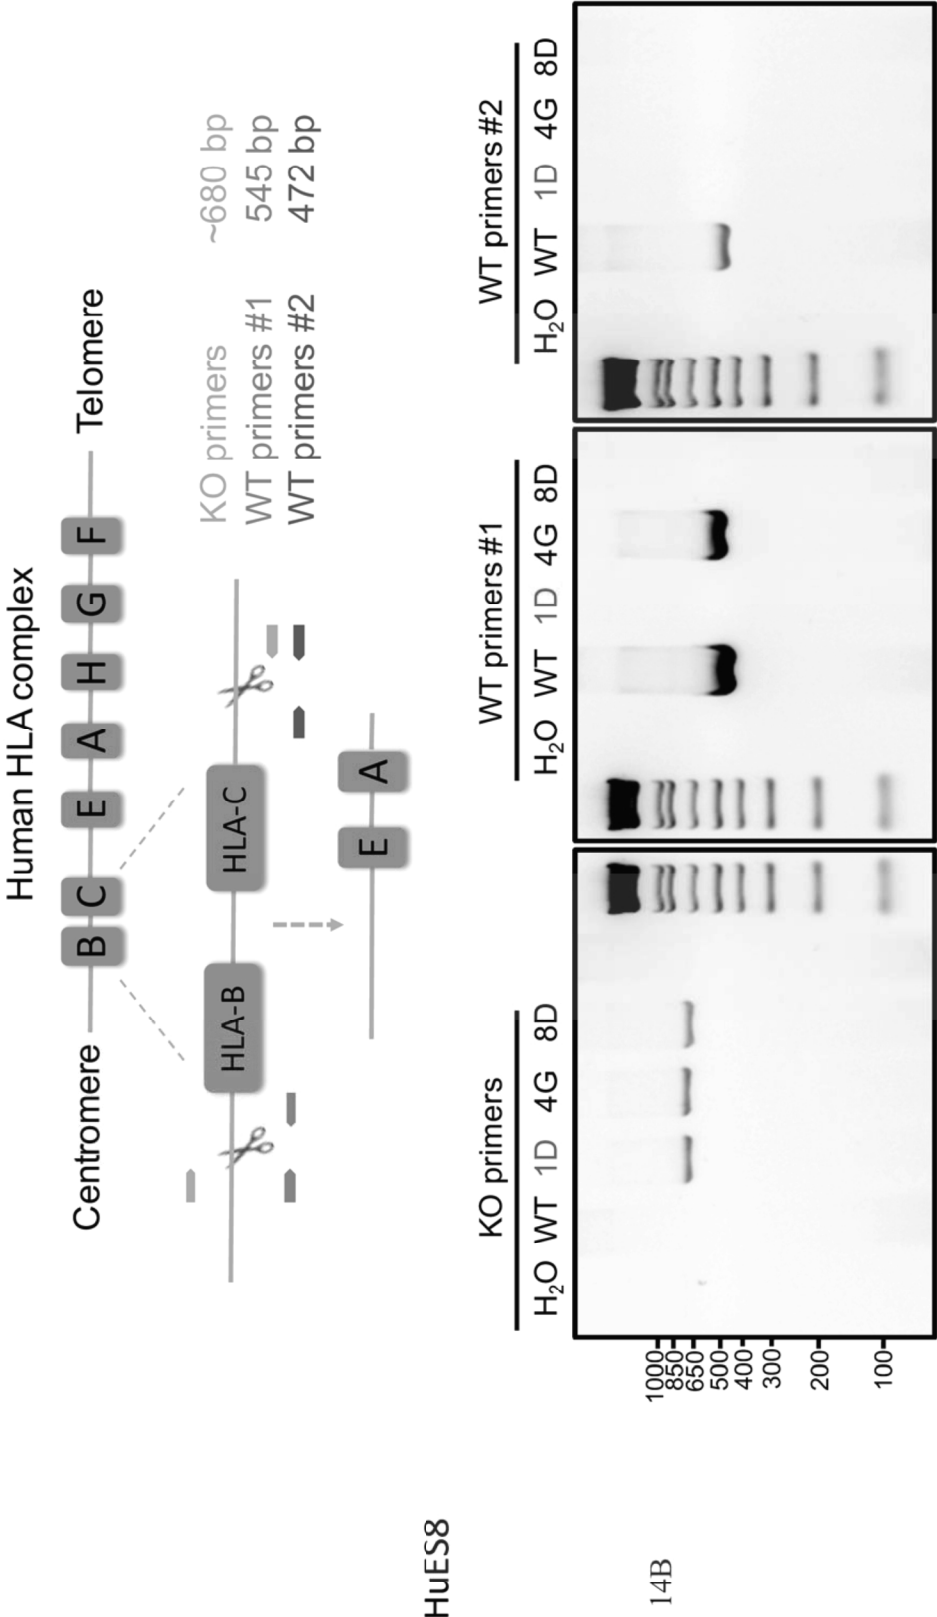 Human HLA complex
Centromere B C E A H G F Telomere
HLA-B HLA-C
E A
KO primers ~680 bp
WT primers #1 545 bp
WT primers #2 472 bp
HuES8
KO primers
H₂O WT 1D 4G 8D
WT primers #1
H₂O WT 1D 4G 8D
WT primers #2
H₂O WT 1D 4G 8D
1000
850
650
500
400
300
200
100
14B